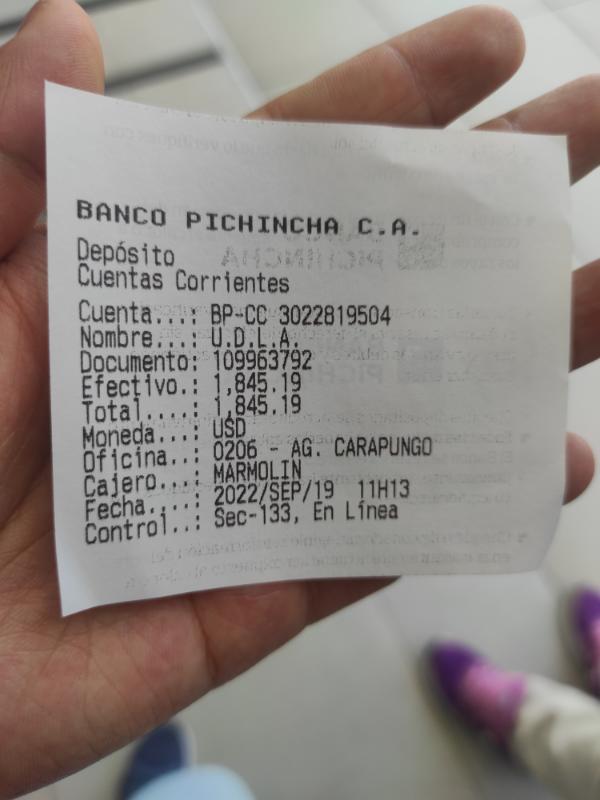 BANCO PICHINCHA C.A.
Depósito
Cuentas Corrientes
Cuenta...: BP-CC 3022819504
Nombre...: U.D.L.A.
Documento: 109963792
Efectivo.: 1,845.19
Total....: 1,845.19
Moneda...: USD
Oficina..: 0206 - AG. CARAPUNGO
Cajero...: MARMOLIN
Fecha....: 2022/SEP/19 11H13
Control..: Sec-133, En Línea